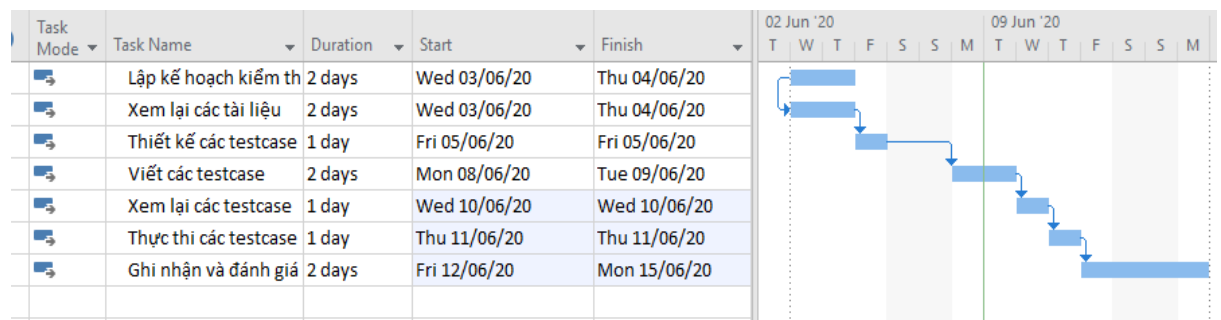 Task Mode Task Name Duration Start Finish 02 Jun '20 09 Jun '20
T W T F S S M T W T F S S M
Lập kế hoạch kiểm th 2 days Wed 03/06/20 Thu 04/06/20
Xem lại các tài liệu 2 days Wed 03/06/20 Thu 04/06/20
Thiết kế các testcase 1 day Fri 05/06/20 Fri 05/06/20
Viết các testcase 2 days Mon 08/06/20 Tue 09/06/20
Xem lại các testcase 1 day Wed 10/06/20 Wed 10/06/20
Thực thi các testcase 1 day Thu 11/06/20 Thu 11/06/20
Ghi nhận và đánh giá 2 days Fri 12/06/20 Mon 15/06/20